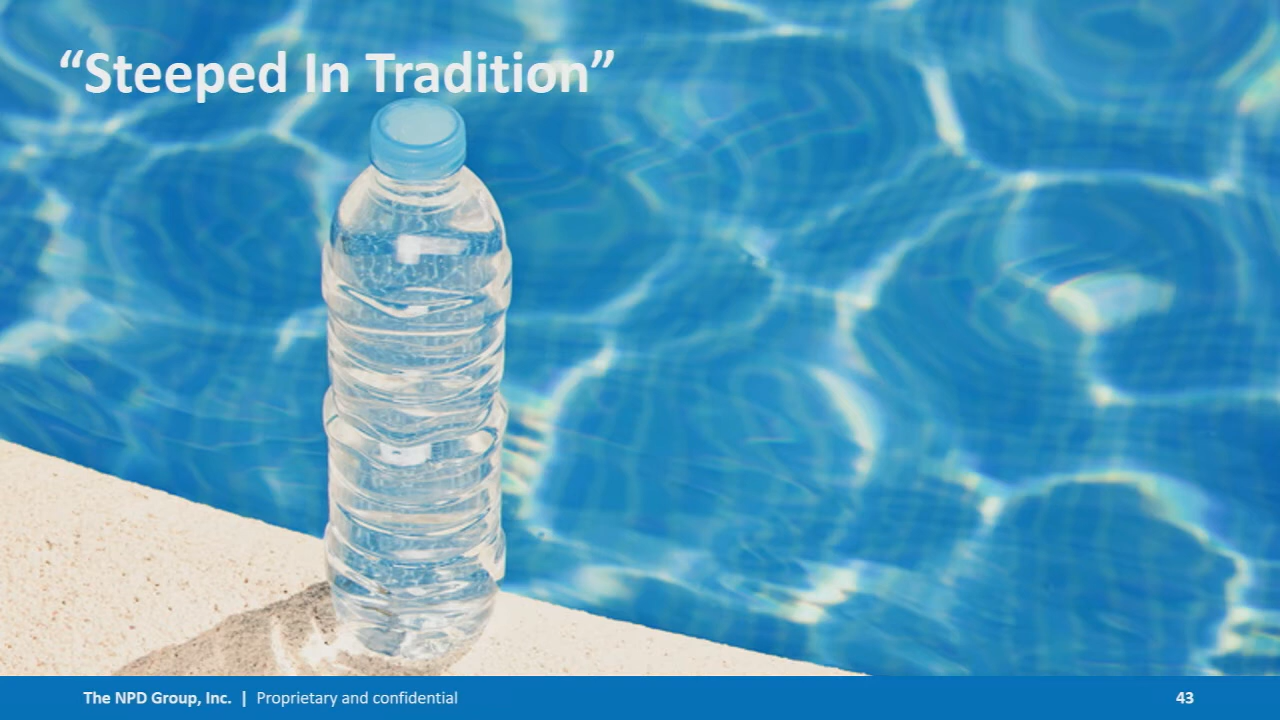 “Steeped In Tradition”
The NPD Group, Inc. | Proprietary and confidential
43